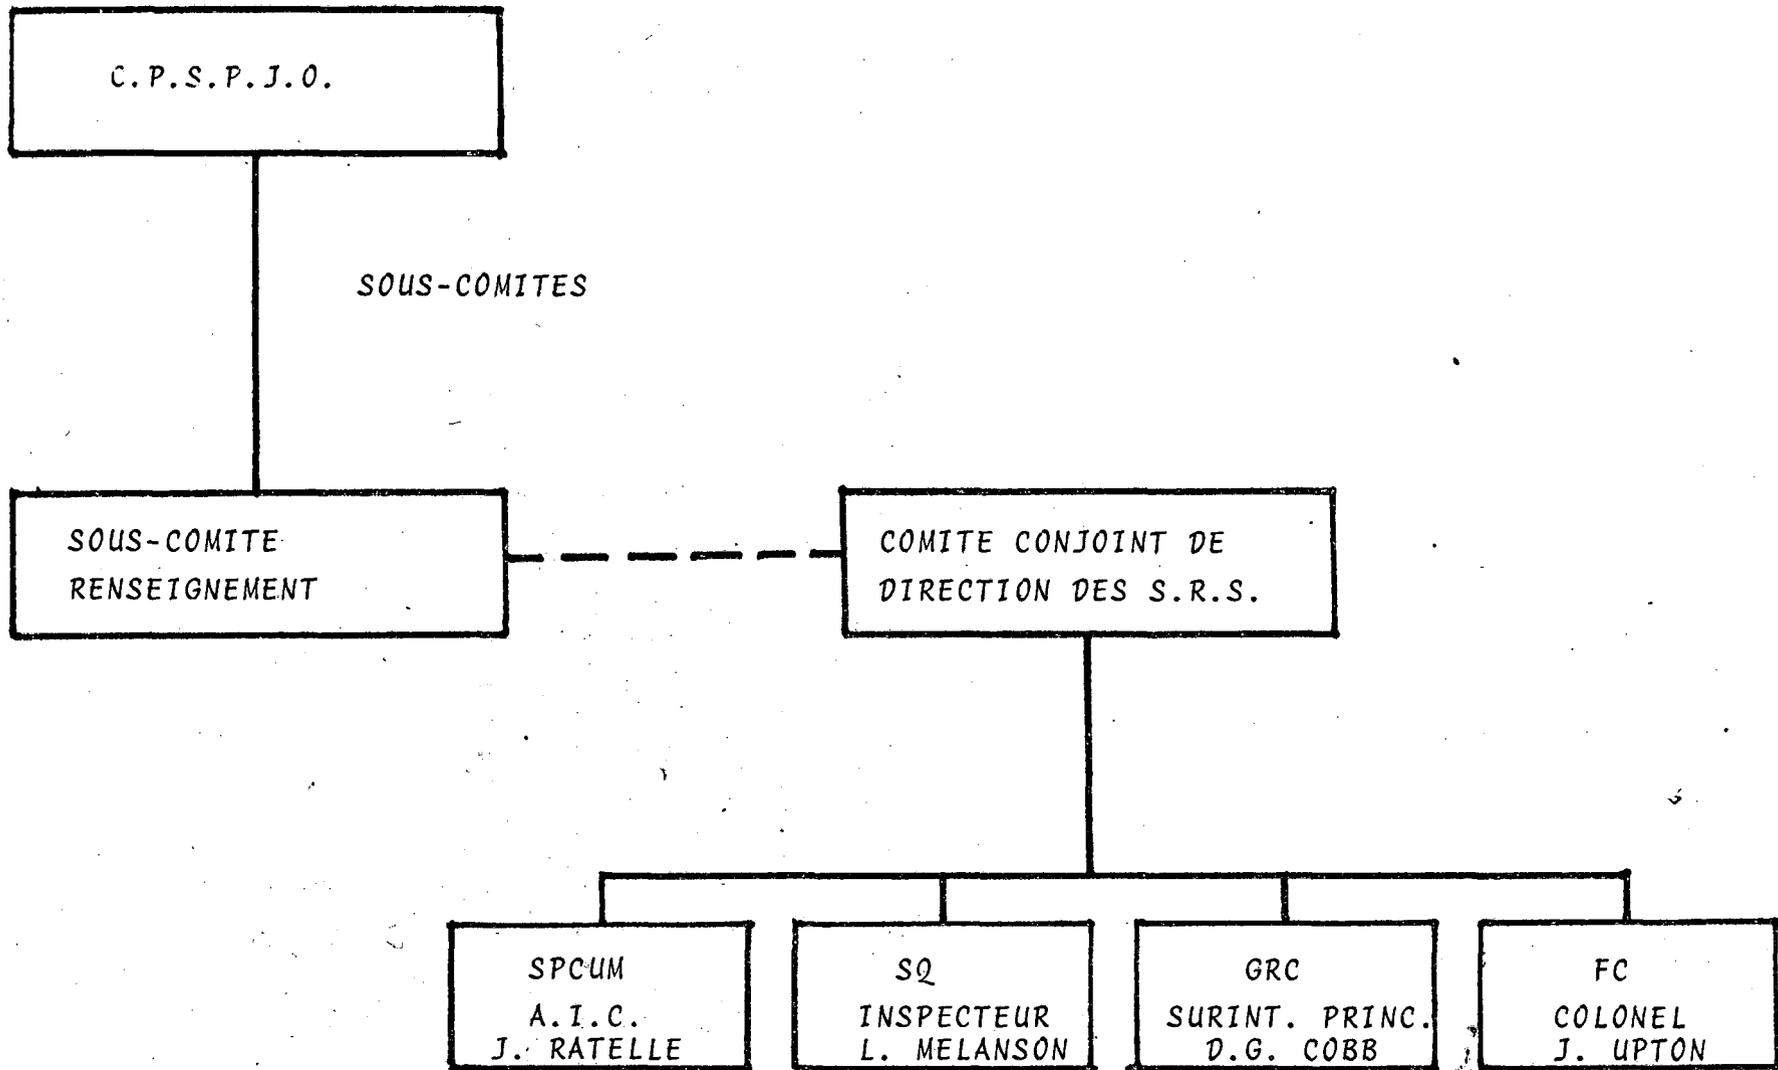 C.P.S.P.J.O.
SOUS-COMITES
SOUS-COMITE
RENSEIGNEMENT
COMITE CONJOINT DE
DIRECTION DES S.R.S.
SPCUM
A.I.C.
J. RATELLE
SQ
INSPECTEUR
L. MELANSON
GRC
SURINT. PRINC.
D.G. COBB
FC
COLONEL
J. UPTON